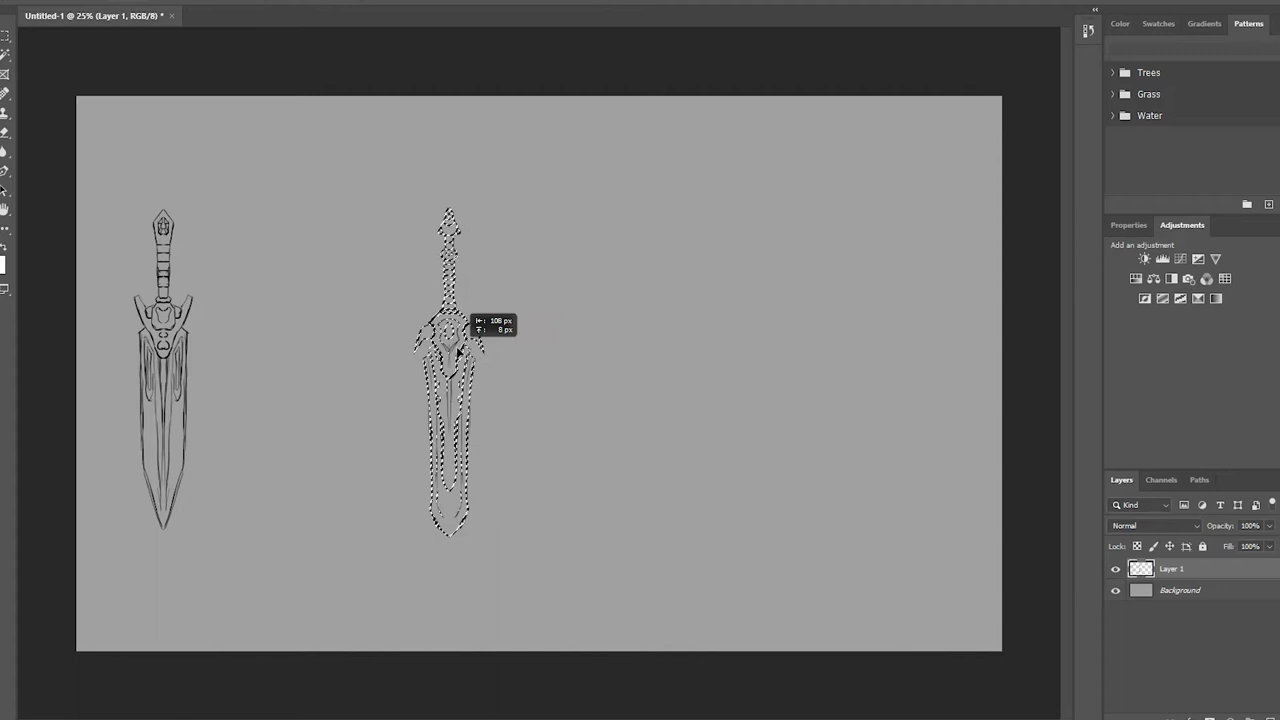 Untitled-1 @ 25% (Layer 1, RGB/8) *
Color Swatches Gradients Patterns
Trees
Grass
Water
Properties Adjustments
Add an adjustment
108 px
8 px
Layers Channels Paths
Kind
Normal Opacity: 100%
Lock: Fill: 100%
Layer 1
Background